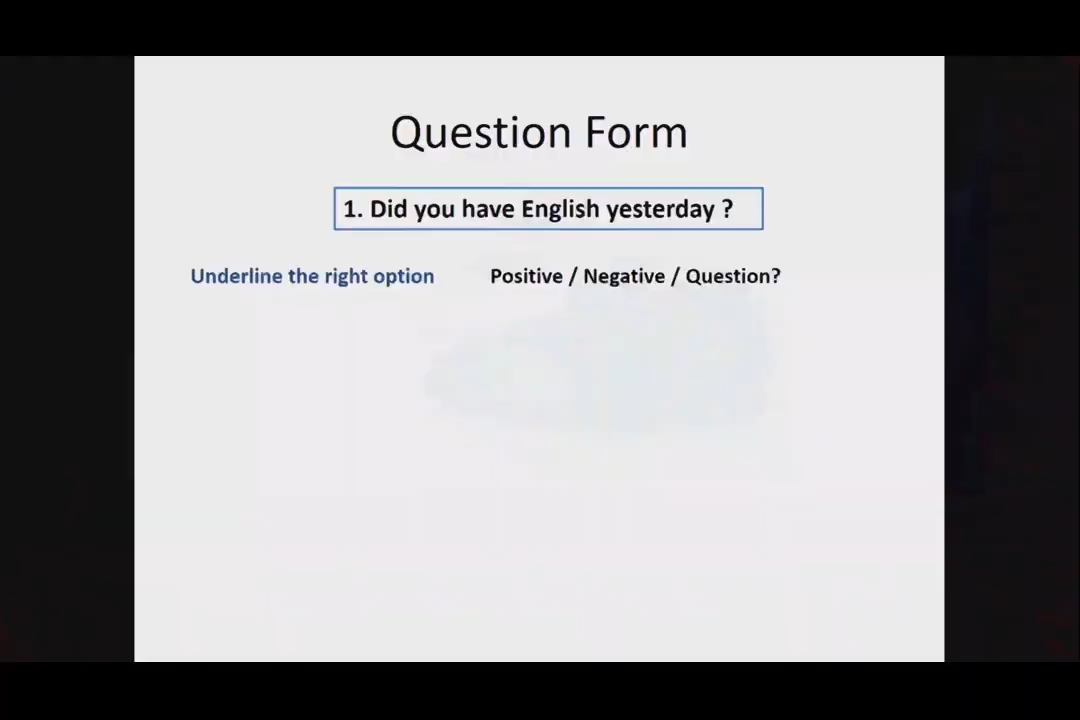 Question Form
1. Did you have English yesterday ?
Underline the right option Positive / Negative / Question?